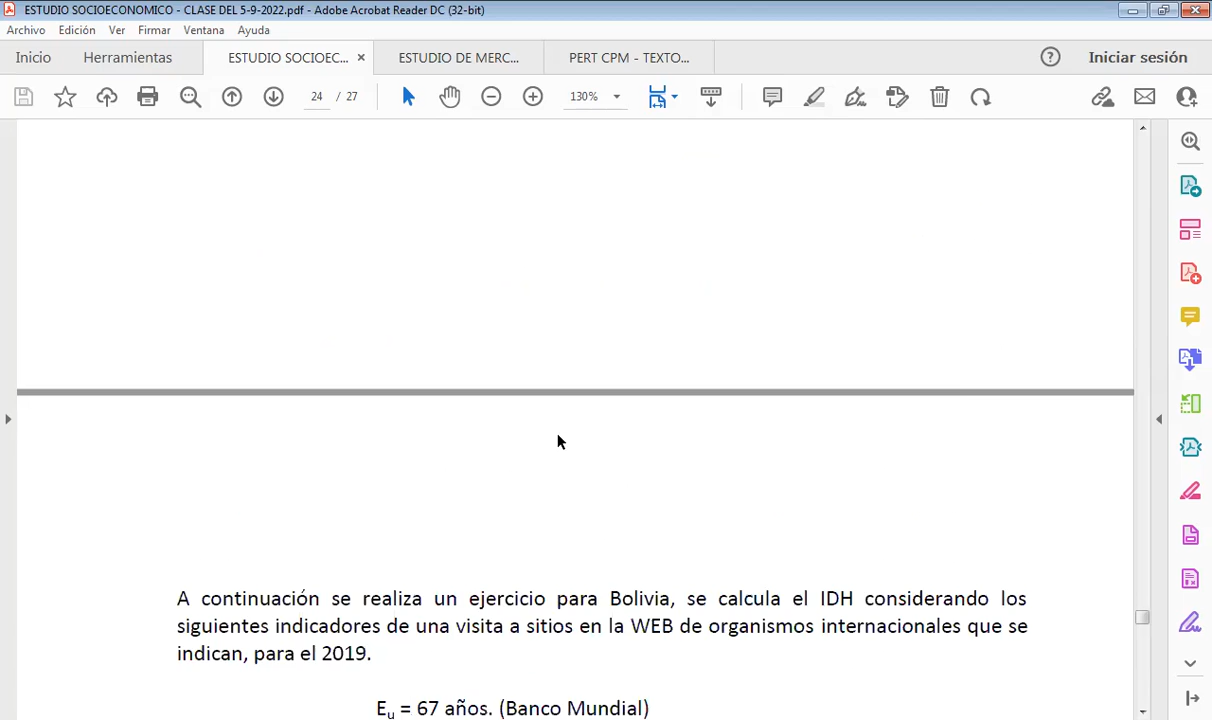 ESTUDIO SOCIOECONOMICO - CLASE DEL 5-9-2022.pdf - Adobe Acrobat Reader DC (32-bit)
Archivo Edición Ver Firmar Ventana Ayuda
Inicio Herramientas ESTUDIO SOCIOEC... × ESTUDIO DE MERC... PERT CPM - TEXTO... Iniciar sesión
24 / 27 130%
A continuación se realiza un ejercicio para Bolivia, se calcula el IDH considerando los
siguientes indicadores de una visita a sitios en la WEB de organismos internacionales que se
indican, para el 2019.
Eu = 67 años. (Banco Mundial)